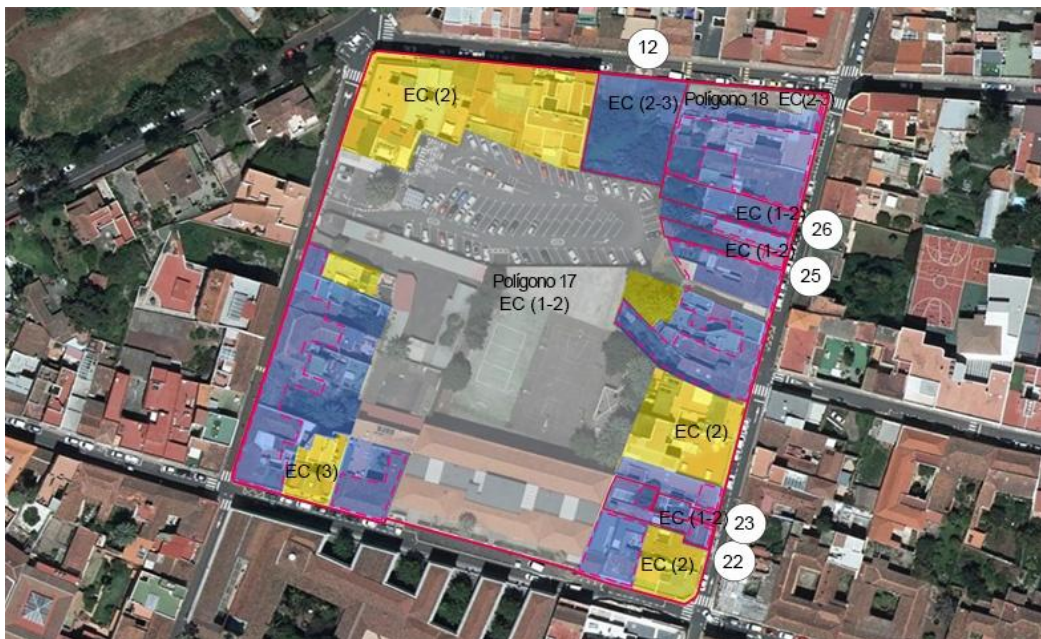 12
EC (2)
EC (2-3)
Polígono 18
EC(2-3)
EC (1-2)
26
EC (1-2)
25
Polígono 17
EC (1-2)
EC (2)
EC (3)
EC (1-2)
23
EC (2)
22